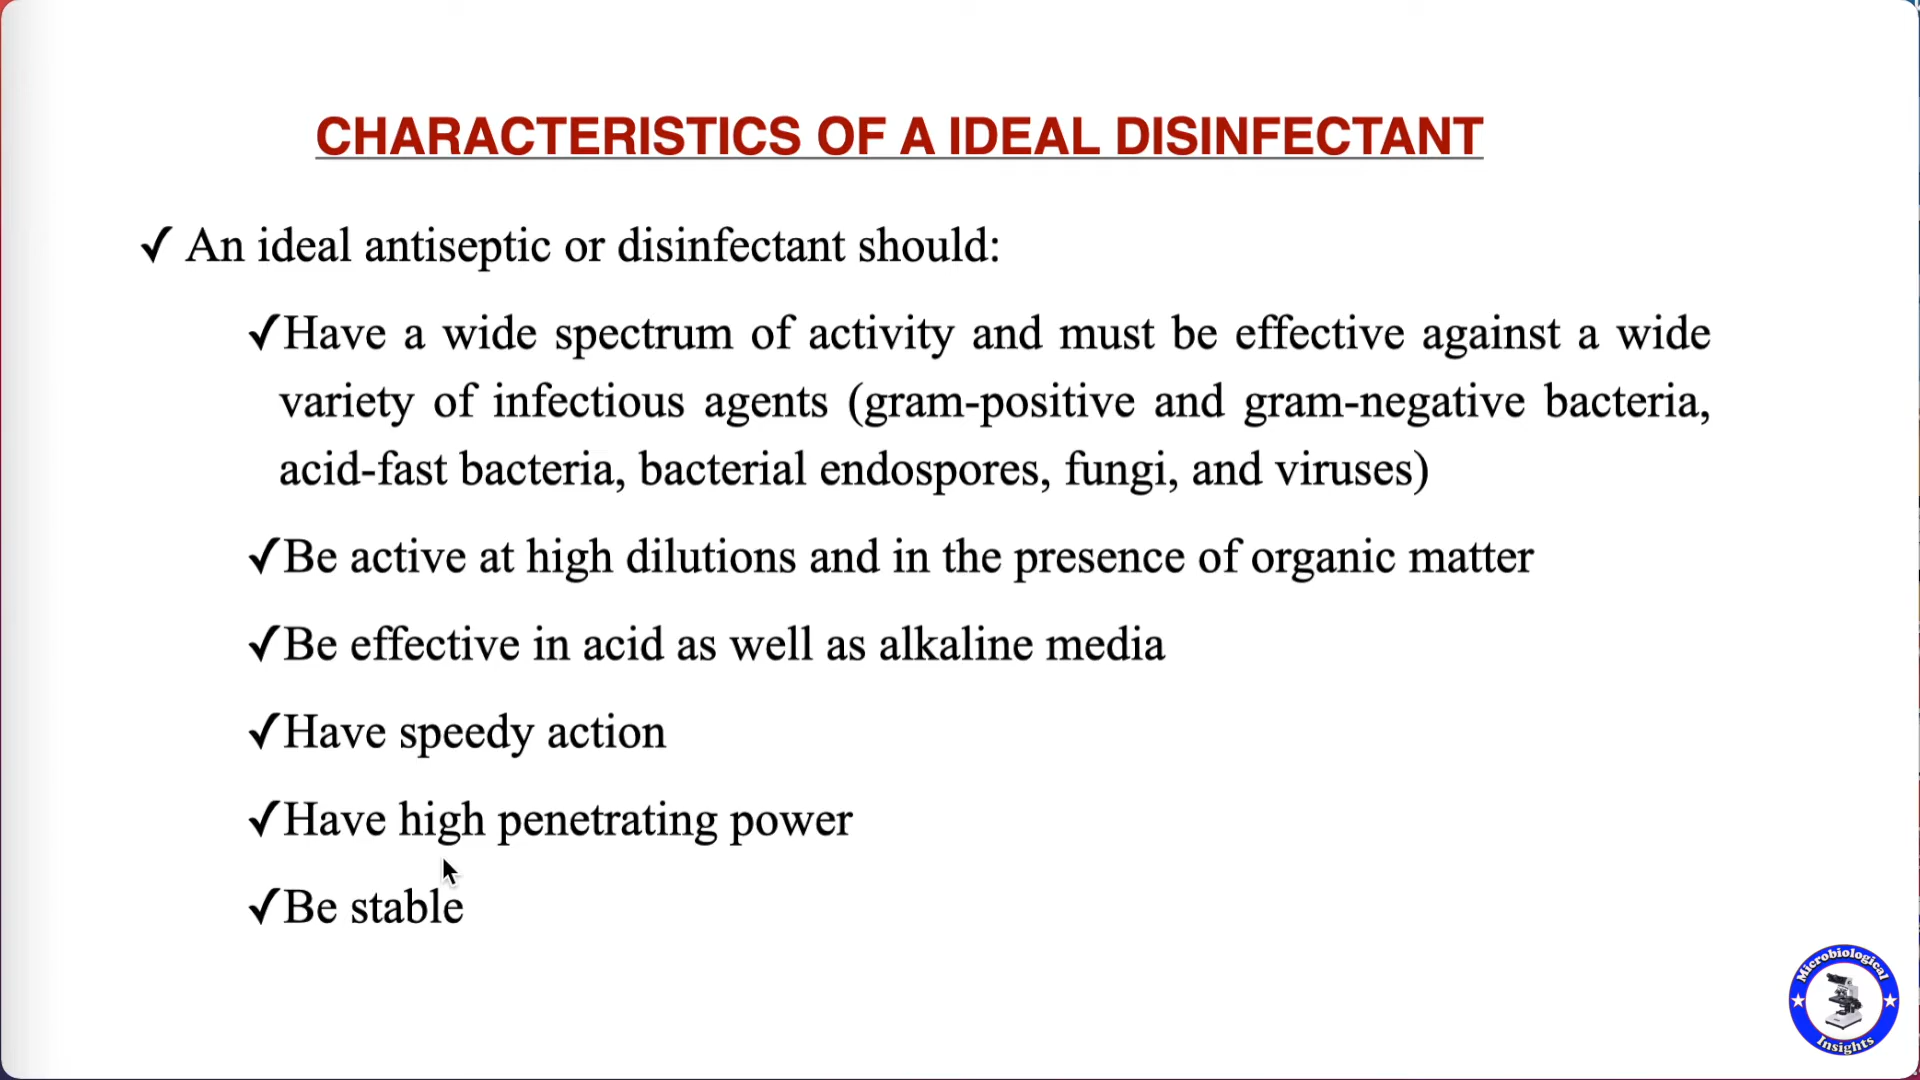 CHARACTERISTICS OF A IDEAL DISINFECTANT
✓ An ideal antiseptic or disinfectant should:
✓Have a wide spectrum of activity and must be effective against a wide
variety of infectious agents (gram-positive and gram-negative bacteria,
acid-fast bacteria, bacterial endospores, fungi, and viruses)
✓Be active at high dilutions and in the presence of organic matter
✓Be effective in acid as well as alkaline media
✓Have speedy action
✓Have high penetrating power
✓Be stable
Microbiological
Insights